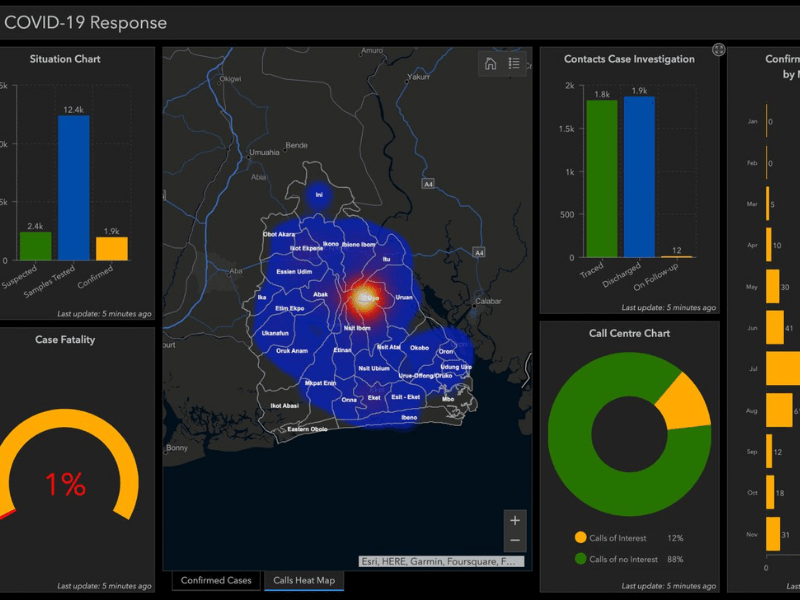 COVID-19 Response
Situation Chart
5k
12.4k
0k
5k
2.4k
1.9k
0
Suspected
Samples Tested
Confirmed
Last update: 5 minutes ago
Case Fatality
1%
Last update: 5 minutes ago
Amuro
Okigwi
Yakurr
Umuahia
Bende
Abia
A4
Ini
Obot Akara
Ikot Ekpene
Ikono
Ibiono Ibom
A4
Itu
Aba
Essien Udim
Ika
Abak
Uyo
Uruan
Calabar
Etim Ekpo
Nsit Ibom
Ukanafun
Oruk Anam
Etinan
Nsit Atai
Okobo
Oron
Nsit Ubium
Udung Uko
Urue-Offong/Oruko
Mkpat Enin
Ikot Abasi
Onna
Eket
Esit - Eket
Mbo
Ibeno
Eastern Obolo
Bonny
+
−
Esri, HERE, Garmin, Foursquare, F...
Confirmed Cases
Calls Heat Map
Contacts Case Investigation
2k
1.8k
1.9k
1.5k
1k
500
12
0
Traced
Discharged
On Follow-up
Last update: 5 minutes ago
Call Centre Chart
Calls of Interest 12%
Calls of no Interest 88%
Last update: 5 minutes ago
Confirm
by M
Jan 0
Feb 0
Mar 5
Apr 10
May 30
Jun 41
Jul
Aug 61
Sep 12
Oct 18
Nov 31
0
Las